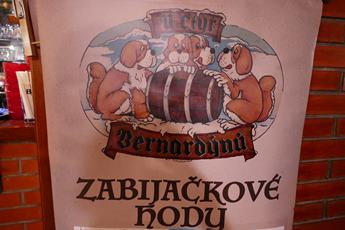 U Čtyř
Bernardýnů
ZABIJAČKOVÉ
HODY